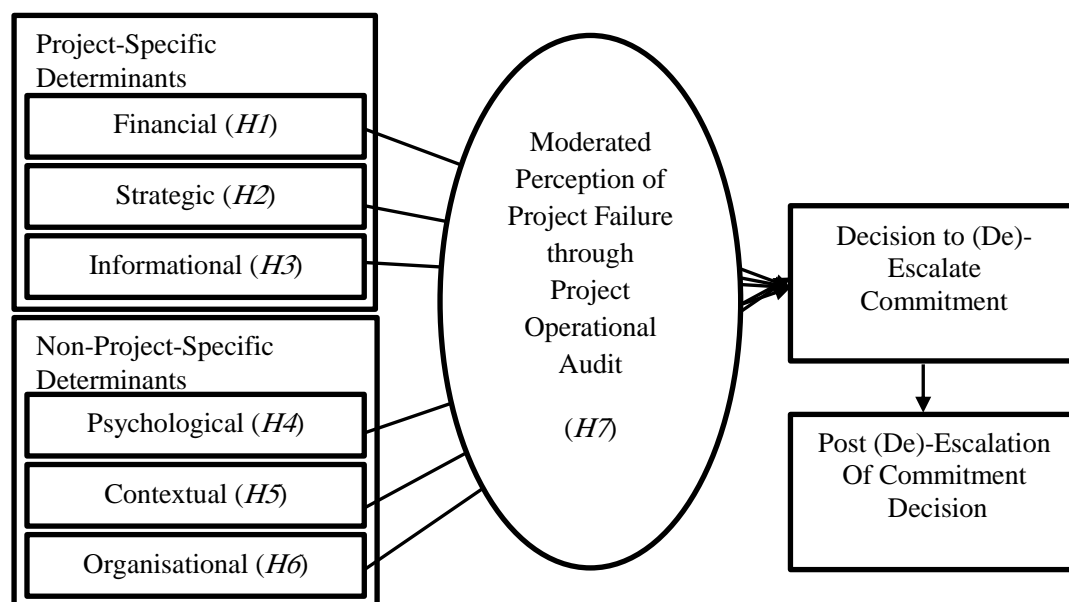 Project-Specific
Determinants
Financial (H1)
Strategic (H2)
Informational (H3)
Non-Project-Specific
Determinants
Psychological (H4)
Contextual (H5)
Organisational (H6)
Moderated
Perception of
Project Failure
through
Project
Operational
Audit
(H7)
Decision to (De)-
Escalate
Commitment
Post (De)-Escalation
Of Commitment
Decision